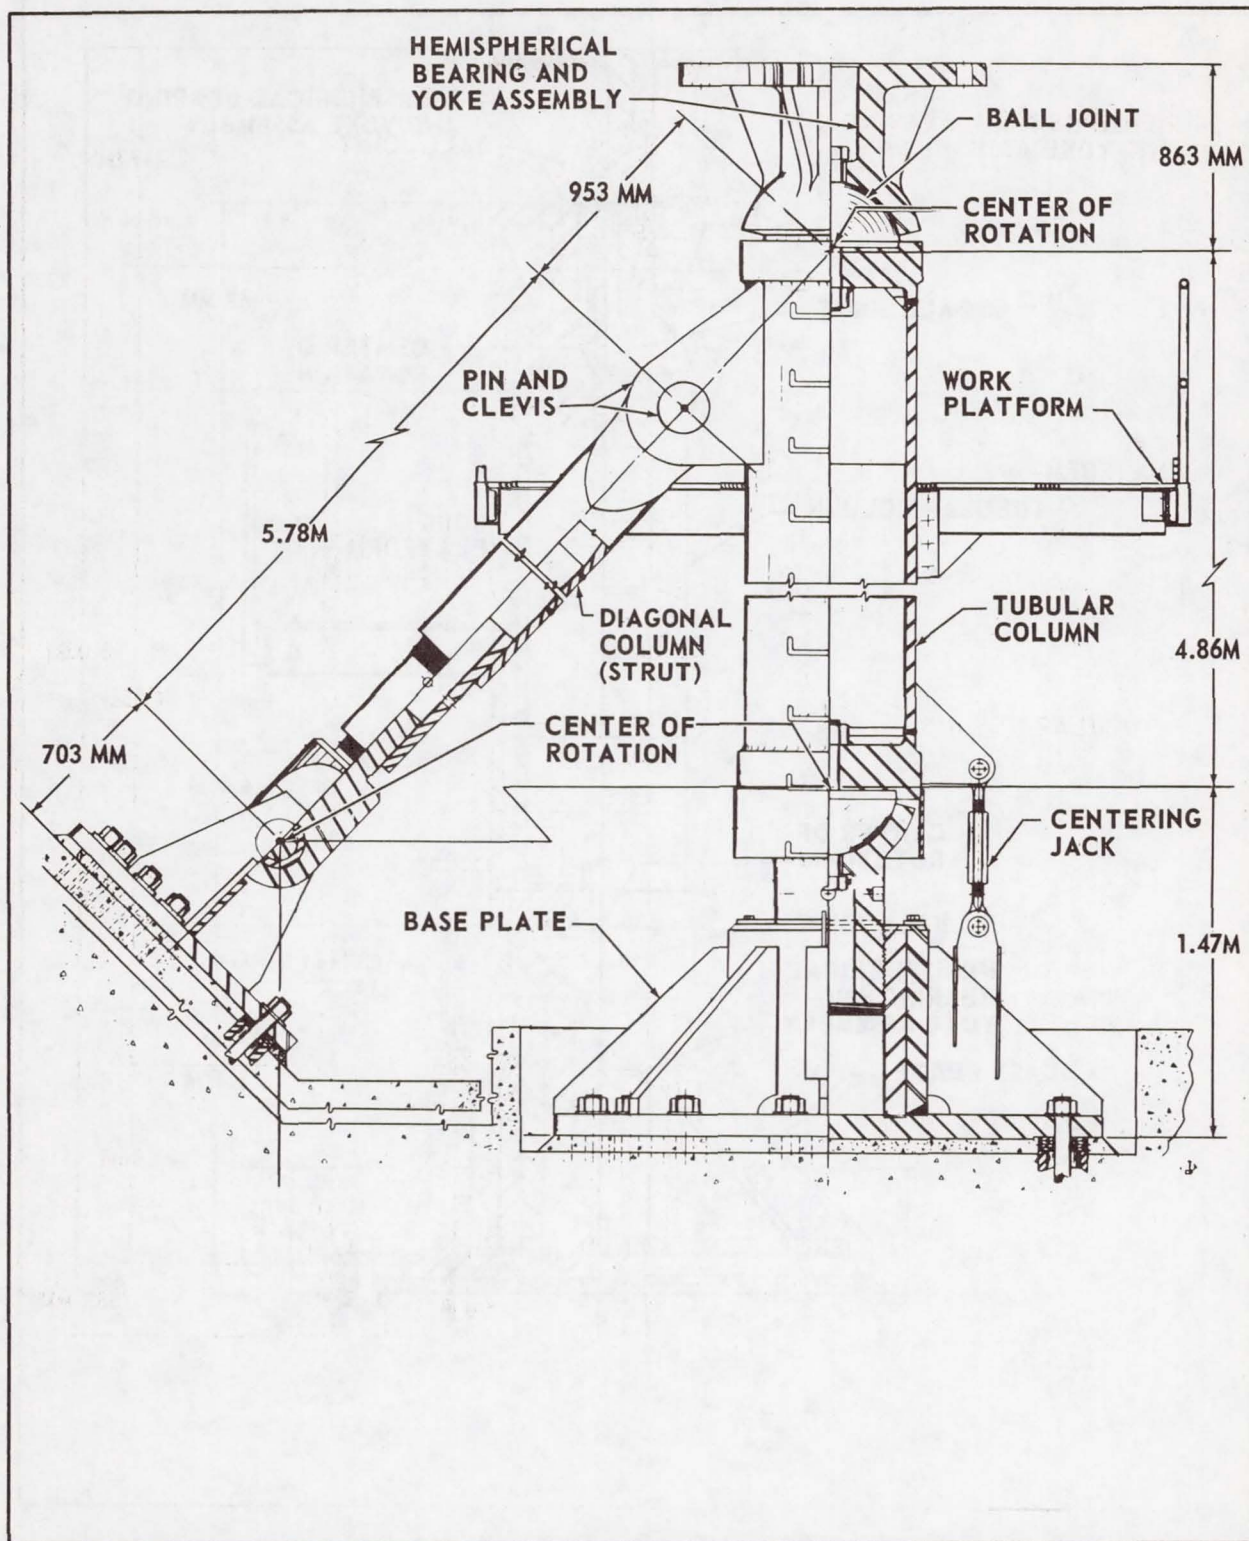 HEMISPHERICAL
BEARING AND
YOKE ASSEMBLY
BALL JOINT
863 MM
953 MM
CENTER OF
ROTATION
PIN AND
CLEVIS
WORK
PLATFORM
5.78M
DIAGONAL
COLUMN
(STRUT)
TUBULAR
COLUMN
4.86M
CENTER OF
ROTATION
703 MM
CENTERING
JACK
BASE PLATE
1.47M